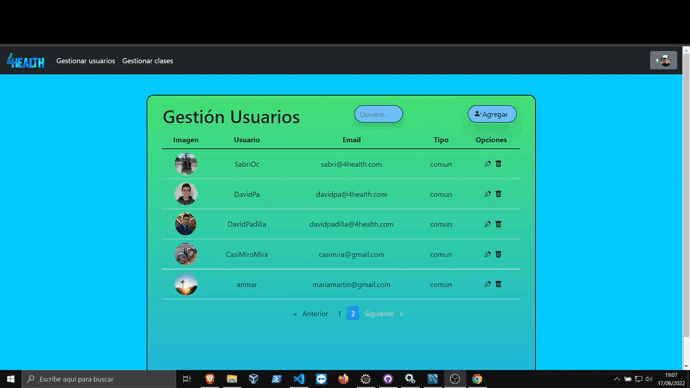 4HEALTH
Gestionar usuarios Gestionar clases
Gestión Usuarios
Usuario...
Agregar
Imagen Usuario Email Tipo Opciones
SabriOc sabri@4health.com comun
DavidPa davidpa@4health.com comun
DavidPadilla davidpadilla@4health.com comun
CasiMiroMira casimira@gmail.com comun
arimar mariamartin@gmail.com comun
« Anterior 1 2 Siguiente »
Escribe aquí para buscar
19:07
17/06/2022